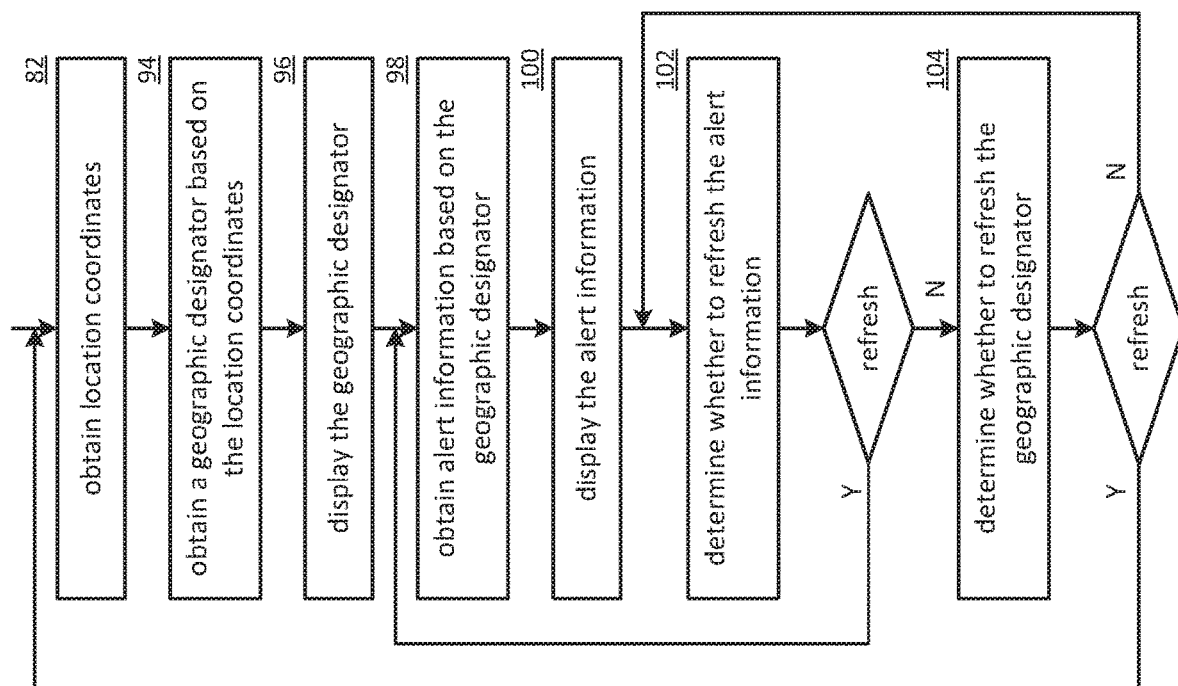 82
obtain location coordinates
94
obtain a geographic designator based on
the location coordinates
96
display the geographic designator
98
obtain alert information based on the
geographic designator
100
display the alert information
102
determine whether to refresh the alert
information
refresh
Y
N
104
determine whether to refresh the
geographic designator
refresh
Y
N